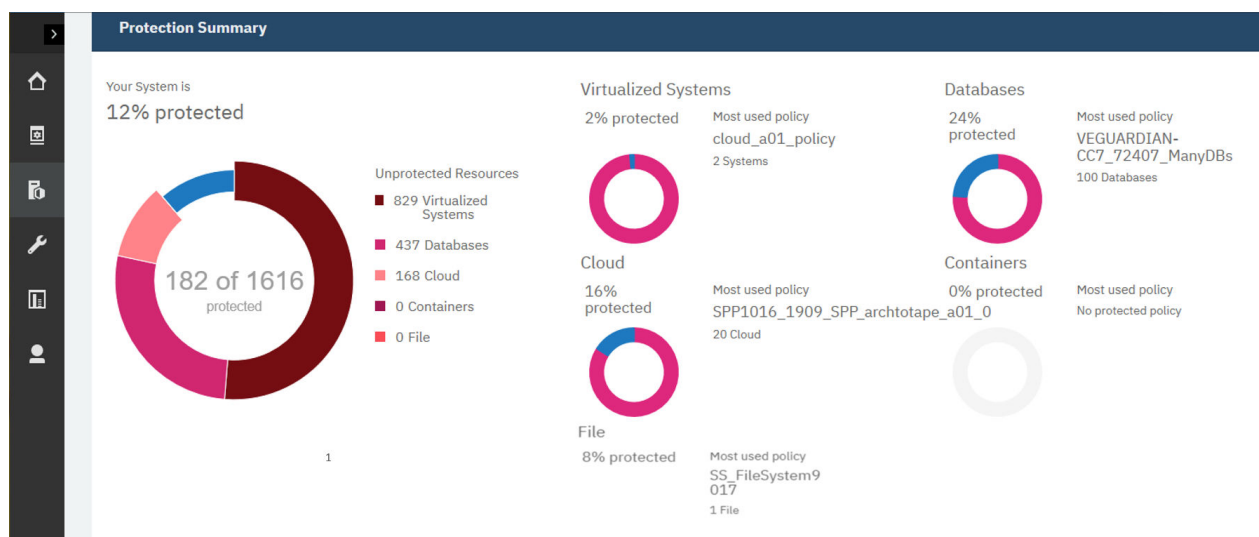 Protection Summary
Your System is
12% protected
182 of 1616
protected
Unprotected Resources
829 Virtualized
Systems
437 Databases
168 Cloud
0 Containers
0 File
1
Virtualized Systems
2% protected
Most used policy
cloud_a01_policy
2 Systems
Databases
24%
protected
Most used policy
VEGUARDIAN-
CC7_72407_ManyDBs
100 Databases
Cloud
16%
protected
Most used policy
SPP1016_1909_SPP_archtotape_a01_0
20 Cloud
Containers
0% protected
Most used policy
No protected policy
File
8% protected
Most used policy
SS_FileSystem9
017
1 File